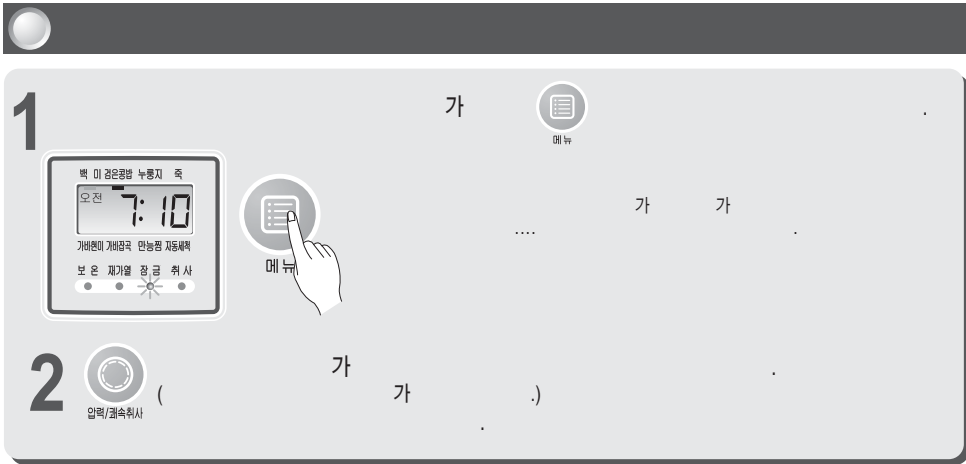 1
가
.
메뉴
백 미 검은콩밥 누룽지 죽
오전 7:10
가바현미 가바잡곡 만능찜 자동세척
보 온 재가열 잠 금 취 사
메 뉴
가 가
.... .
2
가 .
( 가 .)
압력/쾌속취사
.